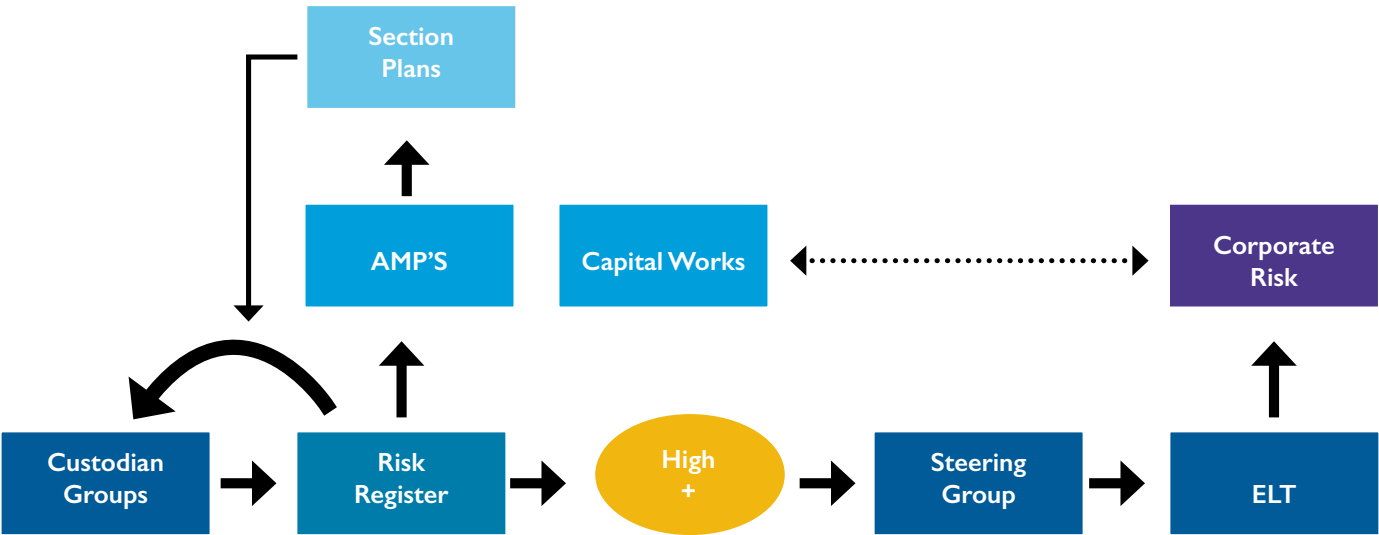 Section
Plans
AMP'S
Capital Works
Corporate
Risk
Custodian
Groups
Risk
Register
High
+
Steering
Group
ELT